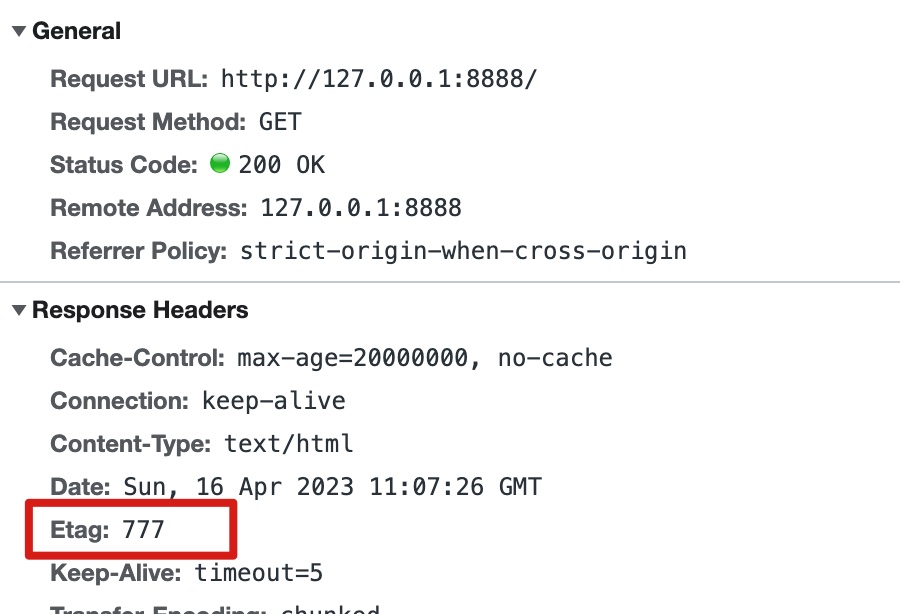 General
Request URL: http://127.0.0.1:8888/
Request Method: GET
Status Code: 200 OK
Remote Address: 127.0.0.1:8888
Referrer Policy: strict-origin-when-cross-origin
Response Headers
Cache-Control: max-age=20000000, no-cache
Connection: keep-alive
Content-Type: text/html
Date: Sun, 16 Apr 2023 11:07:26 GMT
Etag: 777
Keep-Alive: timeout=5
Transfer-Encoding: chunked